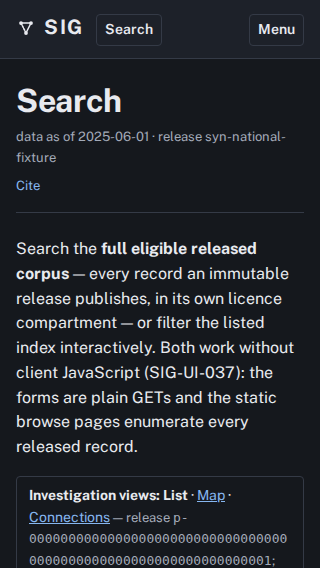 SIG Search Menu
Search
data as of 2025-06-01 · release syn-national-
fixture
Cite
Search the full eligible released
corpus — every record an immutable
release publishes, in its own licence
compartment — or filter the listed
index interactively. Both work without
client JavaScript (SIG-UI-037): the
forms are plain GETs and the static
browse pages enumerate every
released record.
Investigation views: List · Map ·
Connections — release p-
000000000000000000000000000000000
0000000000000000000000000000001;